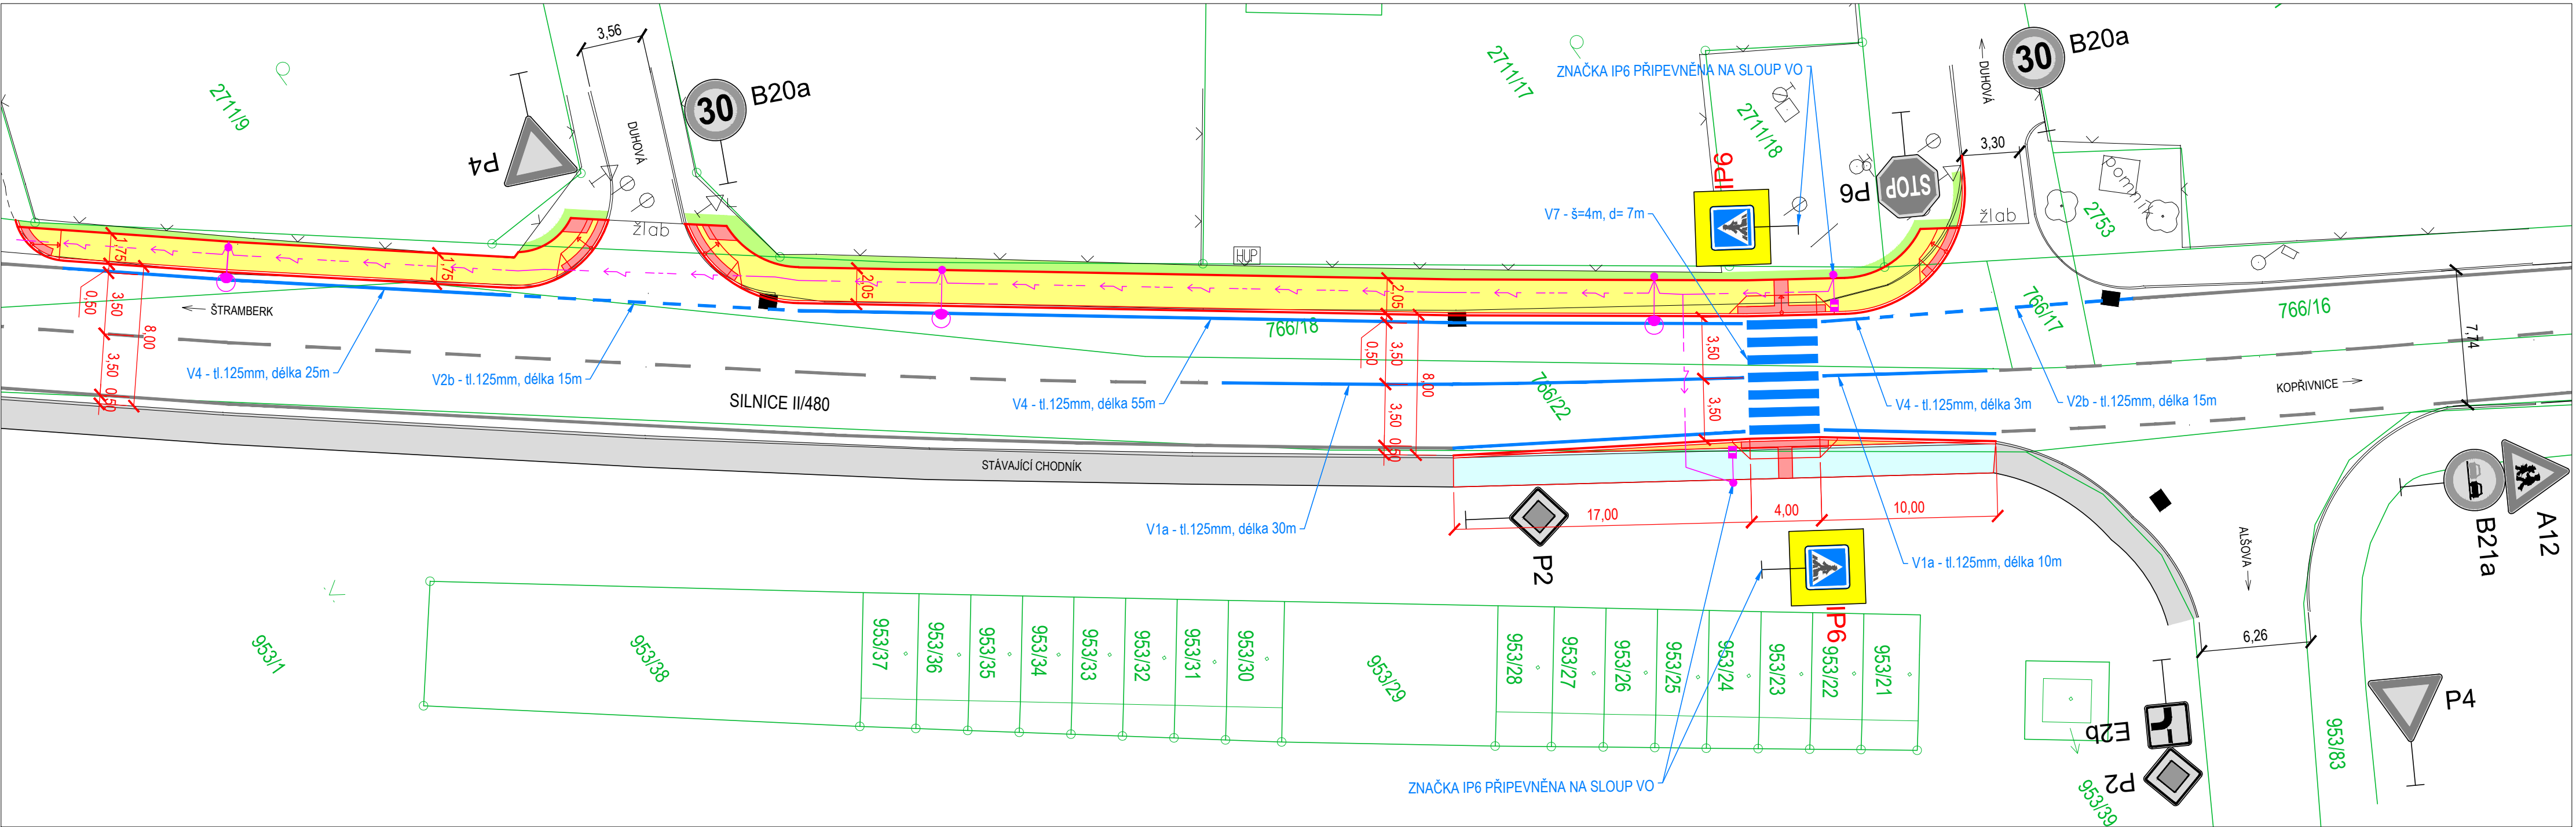 3,56
30
B20a
P4
DUHOVÁ
žlab
2711/9
2711/17
2711/18
ZNAČKA IP6 PŘIPEVNĚNA NA SLOUP VO
IP6
V7 - š=4m, d= 7m
STOP
P6
DUHOVÁ
30
B20a
3,30
žlab
Pomník
2753
HÚP
1,75
1,75
2,05
2,05
0,50
3,50
8,00
3,50
0,50
ŠTRAMBERK
V4 - tl.125mm, délka 25m
V2b - tl.125mm, délka 15m
SILNICE II/480
V4 - tl.125mm, délka 55m
766/18
0,50
3,50
8,00
3,50
0,50
766/22
3,50
3,50
766/17
766/16
7,74
KOPŘIVNICE
V4 - tl.125mm, délka 3m
V2b - tl.125mm, délka 15m
STÁVAJÍCÍ CHODNÍK
V1a - tl.125mm, délka 30m
17,00
4,00
10,00
P2
IP6
V1a - tl.125mm, délka 10m
ALŠOVA
B21a
A12
6,26
953/1
953/38
953/37
953/36
953/35
953/34
953/33
953/32
953/31
953/30
953/29
953/28
953/27
953/26
953/25
953/24
953/23
953/22
953/21
ZNAČKA IP6 PŘIPEVNĚNA NA SLOUP VO
E2b
P2
P4
953/83
953/39